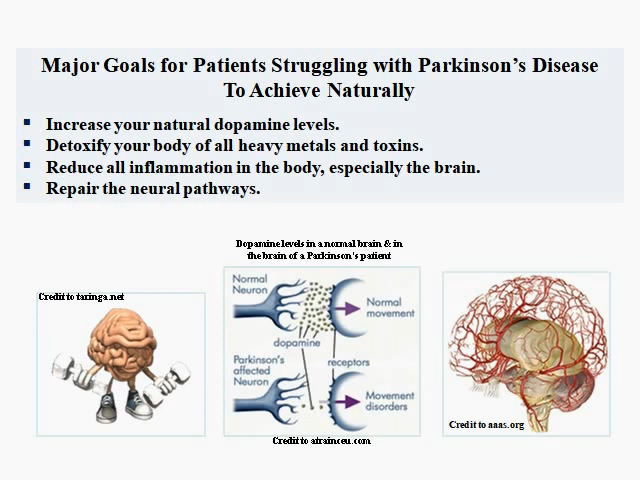 Major Goals for Patients Struggling with Parkinson's Disease
To Achieve Naturally
▪ Increase your natural dopamine levels.
▪ Detoxify your body of all heavy metals and toxins.
▪ Reduce all inflammation in the body, especially the brain.
▪ Repair the neural pathways.
Dopamine levels in a normal brain & in
the brain of a Parkinson's patient
Credit to taringa.net
Normal
Neuron
Normal
movement
dopamine
Parkinson's
affected
Neuron
receptors
Movement
disorders
Credit to atrainceu.com
Credit to aaas.org